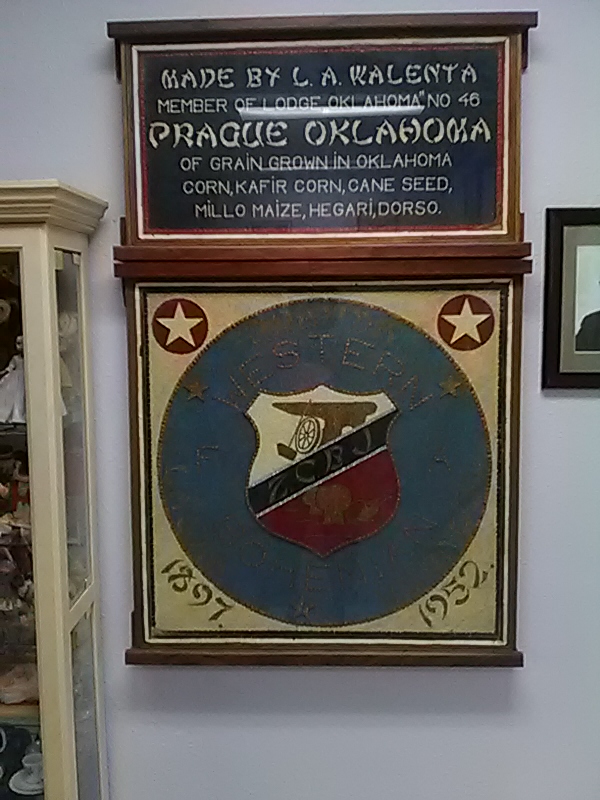 MADE BY L. A. WALENTA
MEMBER OF LODGE „OKLAHOMA" NO 46
PRAGUE OKLAHOMA
OF GRAIN GROWN IN OKLAHOMA
CORN, KAFIR CORN, CANE SEED,
MILLO MAIZE, HEGARI, DORSO.
WESTERN
ZCBJ
1897
1952.